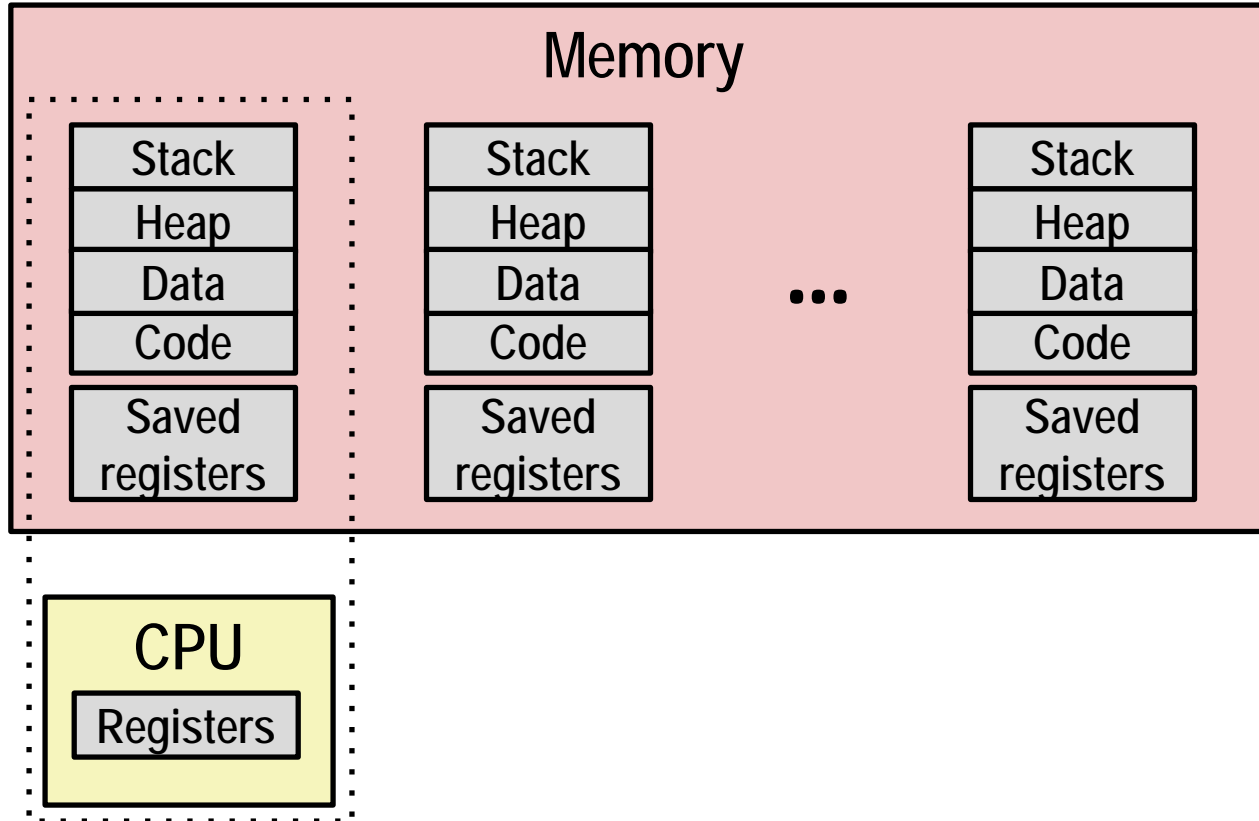 Memory
Stack
Heap
Data
Code
Saved
registers
Stack
Heap
Data
Code
Saved
registers
...
Stack
Heap
Data
Code
Saved
registers
CPU
Registers